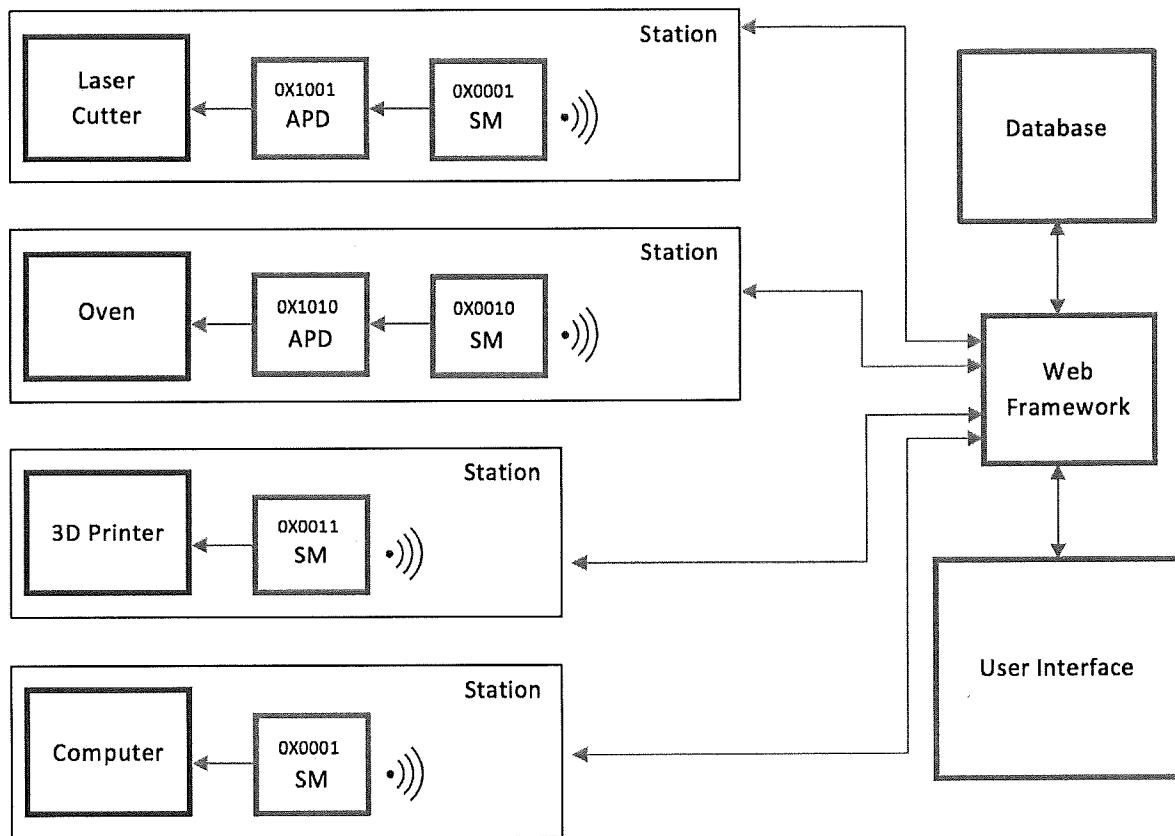 Station
Laser
Cutter
0X1001
APD
0X0001
SM
Database
Station
Oven
0X1010
APD
0X0010
SM
Web
Framework
Station
3D Printer
0X0011
SM
Station
Computer
0X0001
SM
User Interface